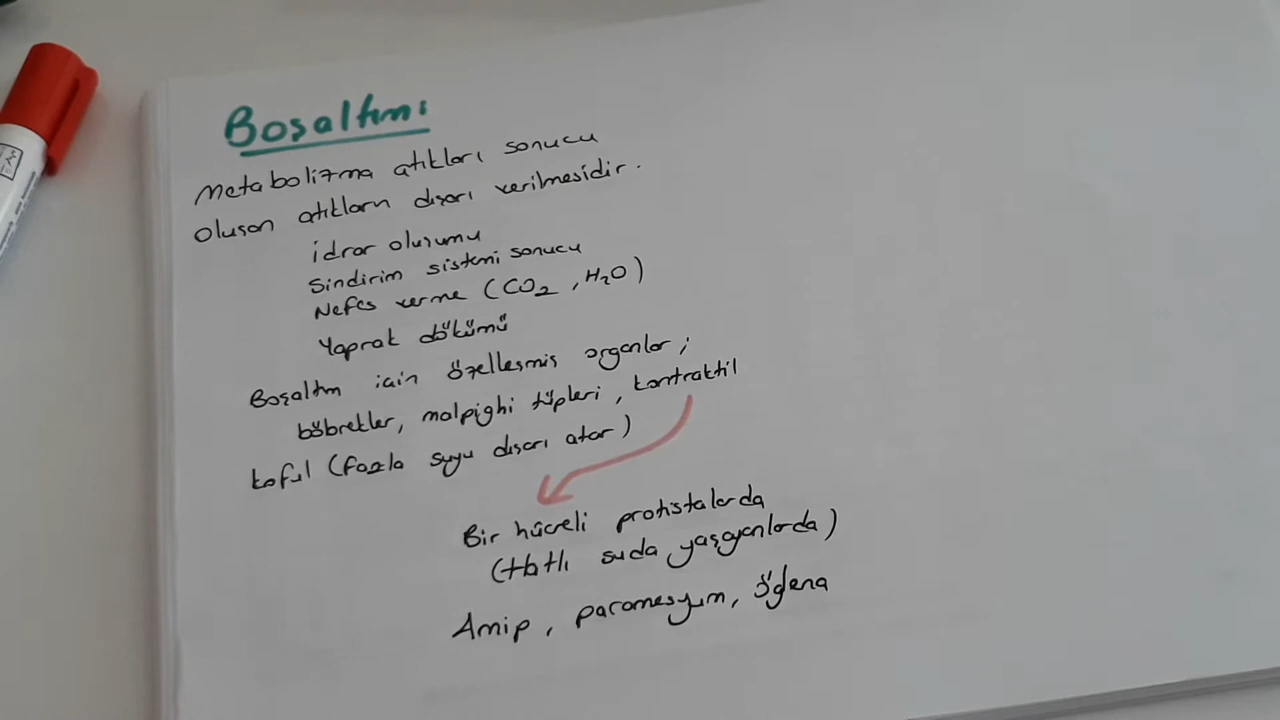 Boşaltım:
Metabolizma atıkları sonucu
oluşan atıkların dışarı verilmesidir.
İdrar oluşumu
Sindirim sistemi sonucu
Nefes verme (CO₂, H₂O)
Yaprak dökümü
Boşaltım için özelleşmiş organlar;
böbrekler, malpighi tüpleri, kontraktil
koful (fazla suyu dışarı atar)
Bir hücreli protistalarda
(tatlı suda yaşayanlarda)
Amip, paramesyum, öglena